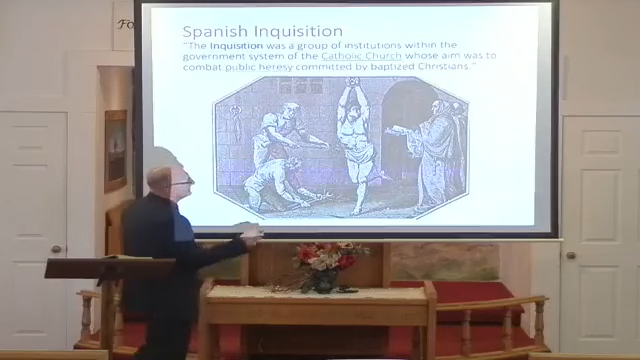 Fo
Spanish Inquisition
"The Inquisition was a group of institutions within the
government system of the Catholic Church whose aim was to
combat public heresy committed by baptized Christians."